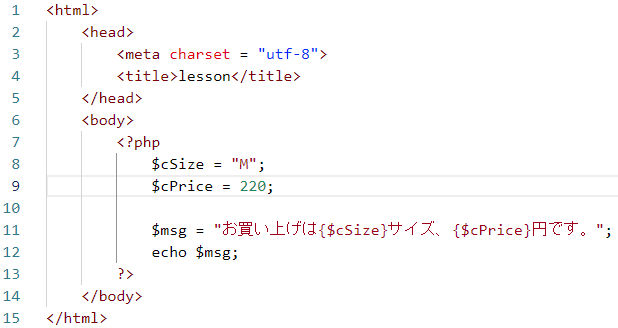 1 <html>
2 <head>
3 <meta charset = "utf-8">
4 <title>lesson</title>
5 </head>
6 <body>
7 <?php
8 $cSize = "M";
9 $cPrice = 220;
10
11 $msg = "お買い上げは{$cSize}サイズ、{$cPrice}円です。";
12 echo $msg;
13 ?>
14 </body>
15 </html>